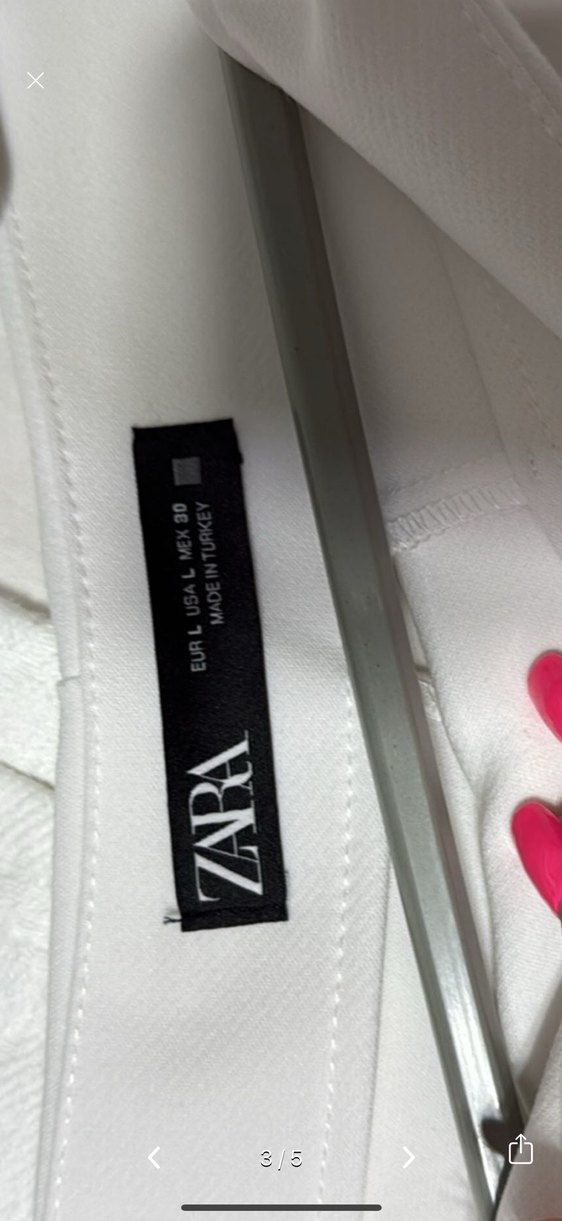 ZARA
EUR L USA L MEX 30
MADE IN TURKEY
3/5